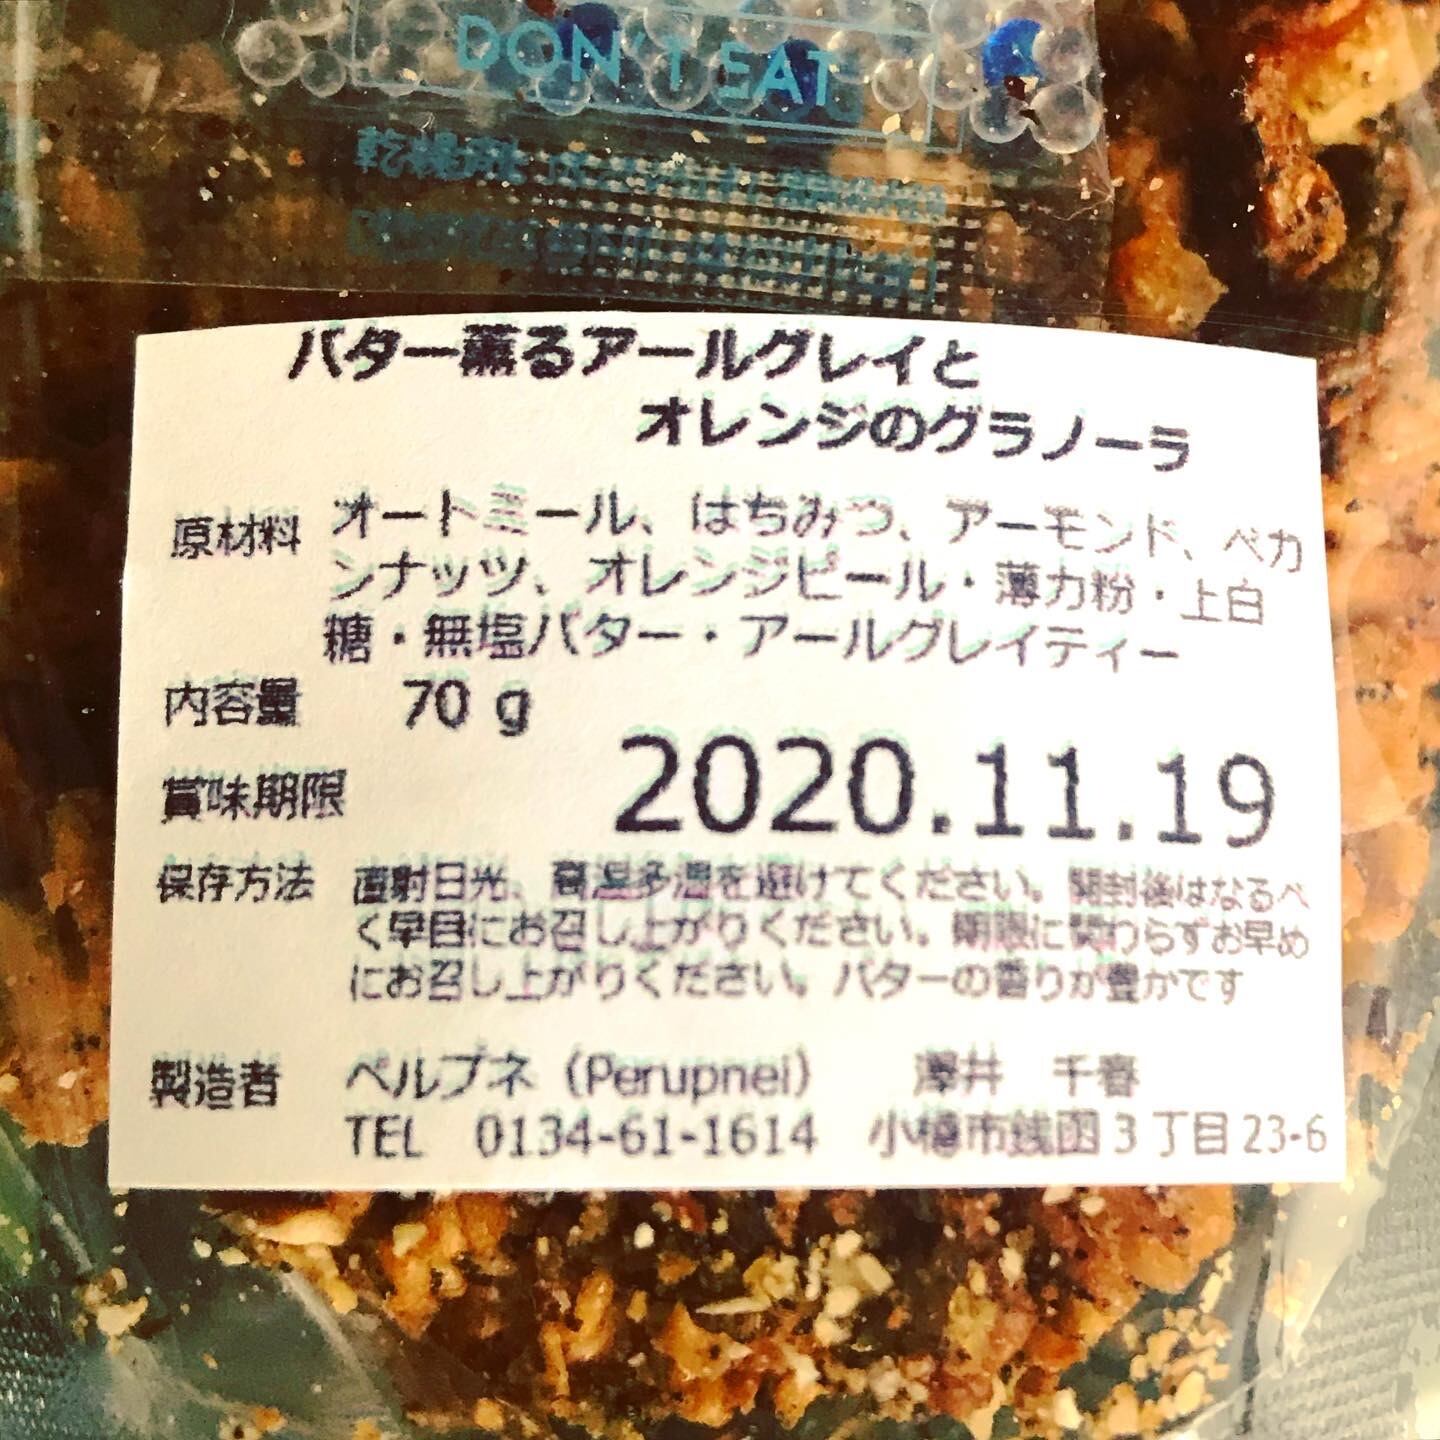 DON'T EAT
乾燥剤
バター薫るアールグレイと
オレンジのグラノーラ
原材料 オートミール、はちみつ、アーモンド、ペカ
ンナッツ、オレンジピール・薄力粉・上白
糖・無塩バター・アールグレイティー
内容量 70 g
賞味期限 2020.11.19
保存方法 直射日光、高温多湿を避けてください。開封後はなるべ
く早目にお召し上がりください。期限に関わらずお早め
にお召し上がりください。バターの香りが豊かです
製造者 ペルプネ（Perupnei） 澤井 千春
TEL 0134-61-1614 小樽市銭函3丁目23-6